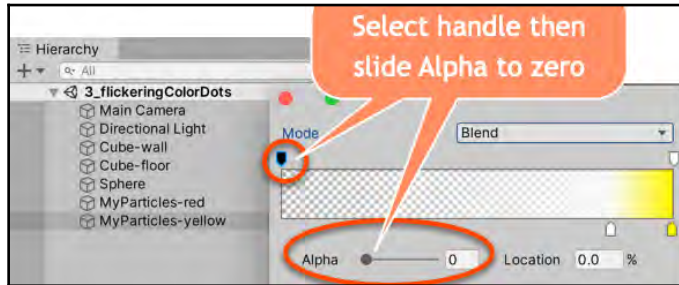 Select handle then
slide Alpha to zero
Hierarchy
All
3_flickeringColorDots
Main Camera
Directional Light
Cube-wall
Cube-floor
Sphere
MyParticles-red
MyParticles-yellow
Mode
Blend
Alpha 0 Location 0.0 %